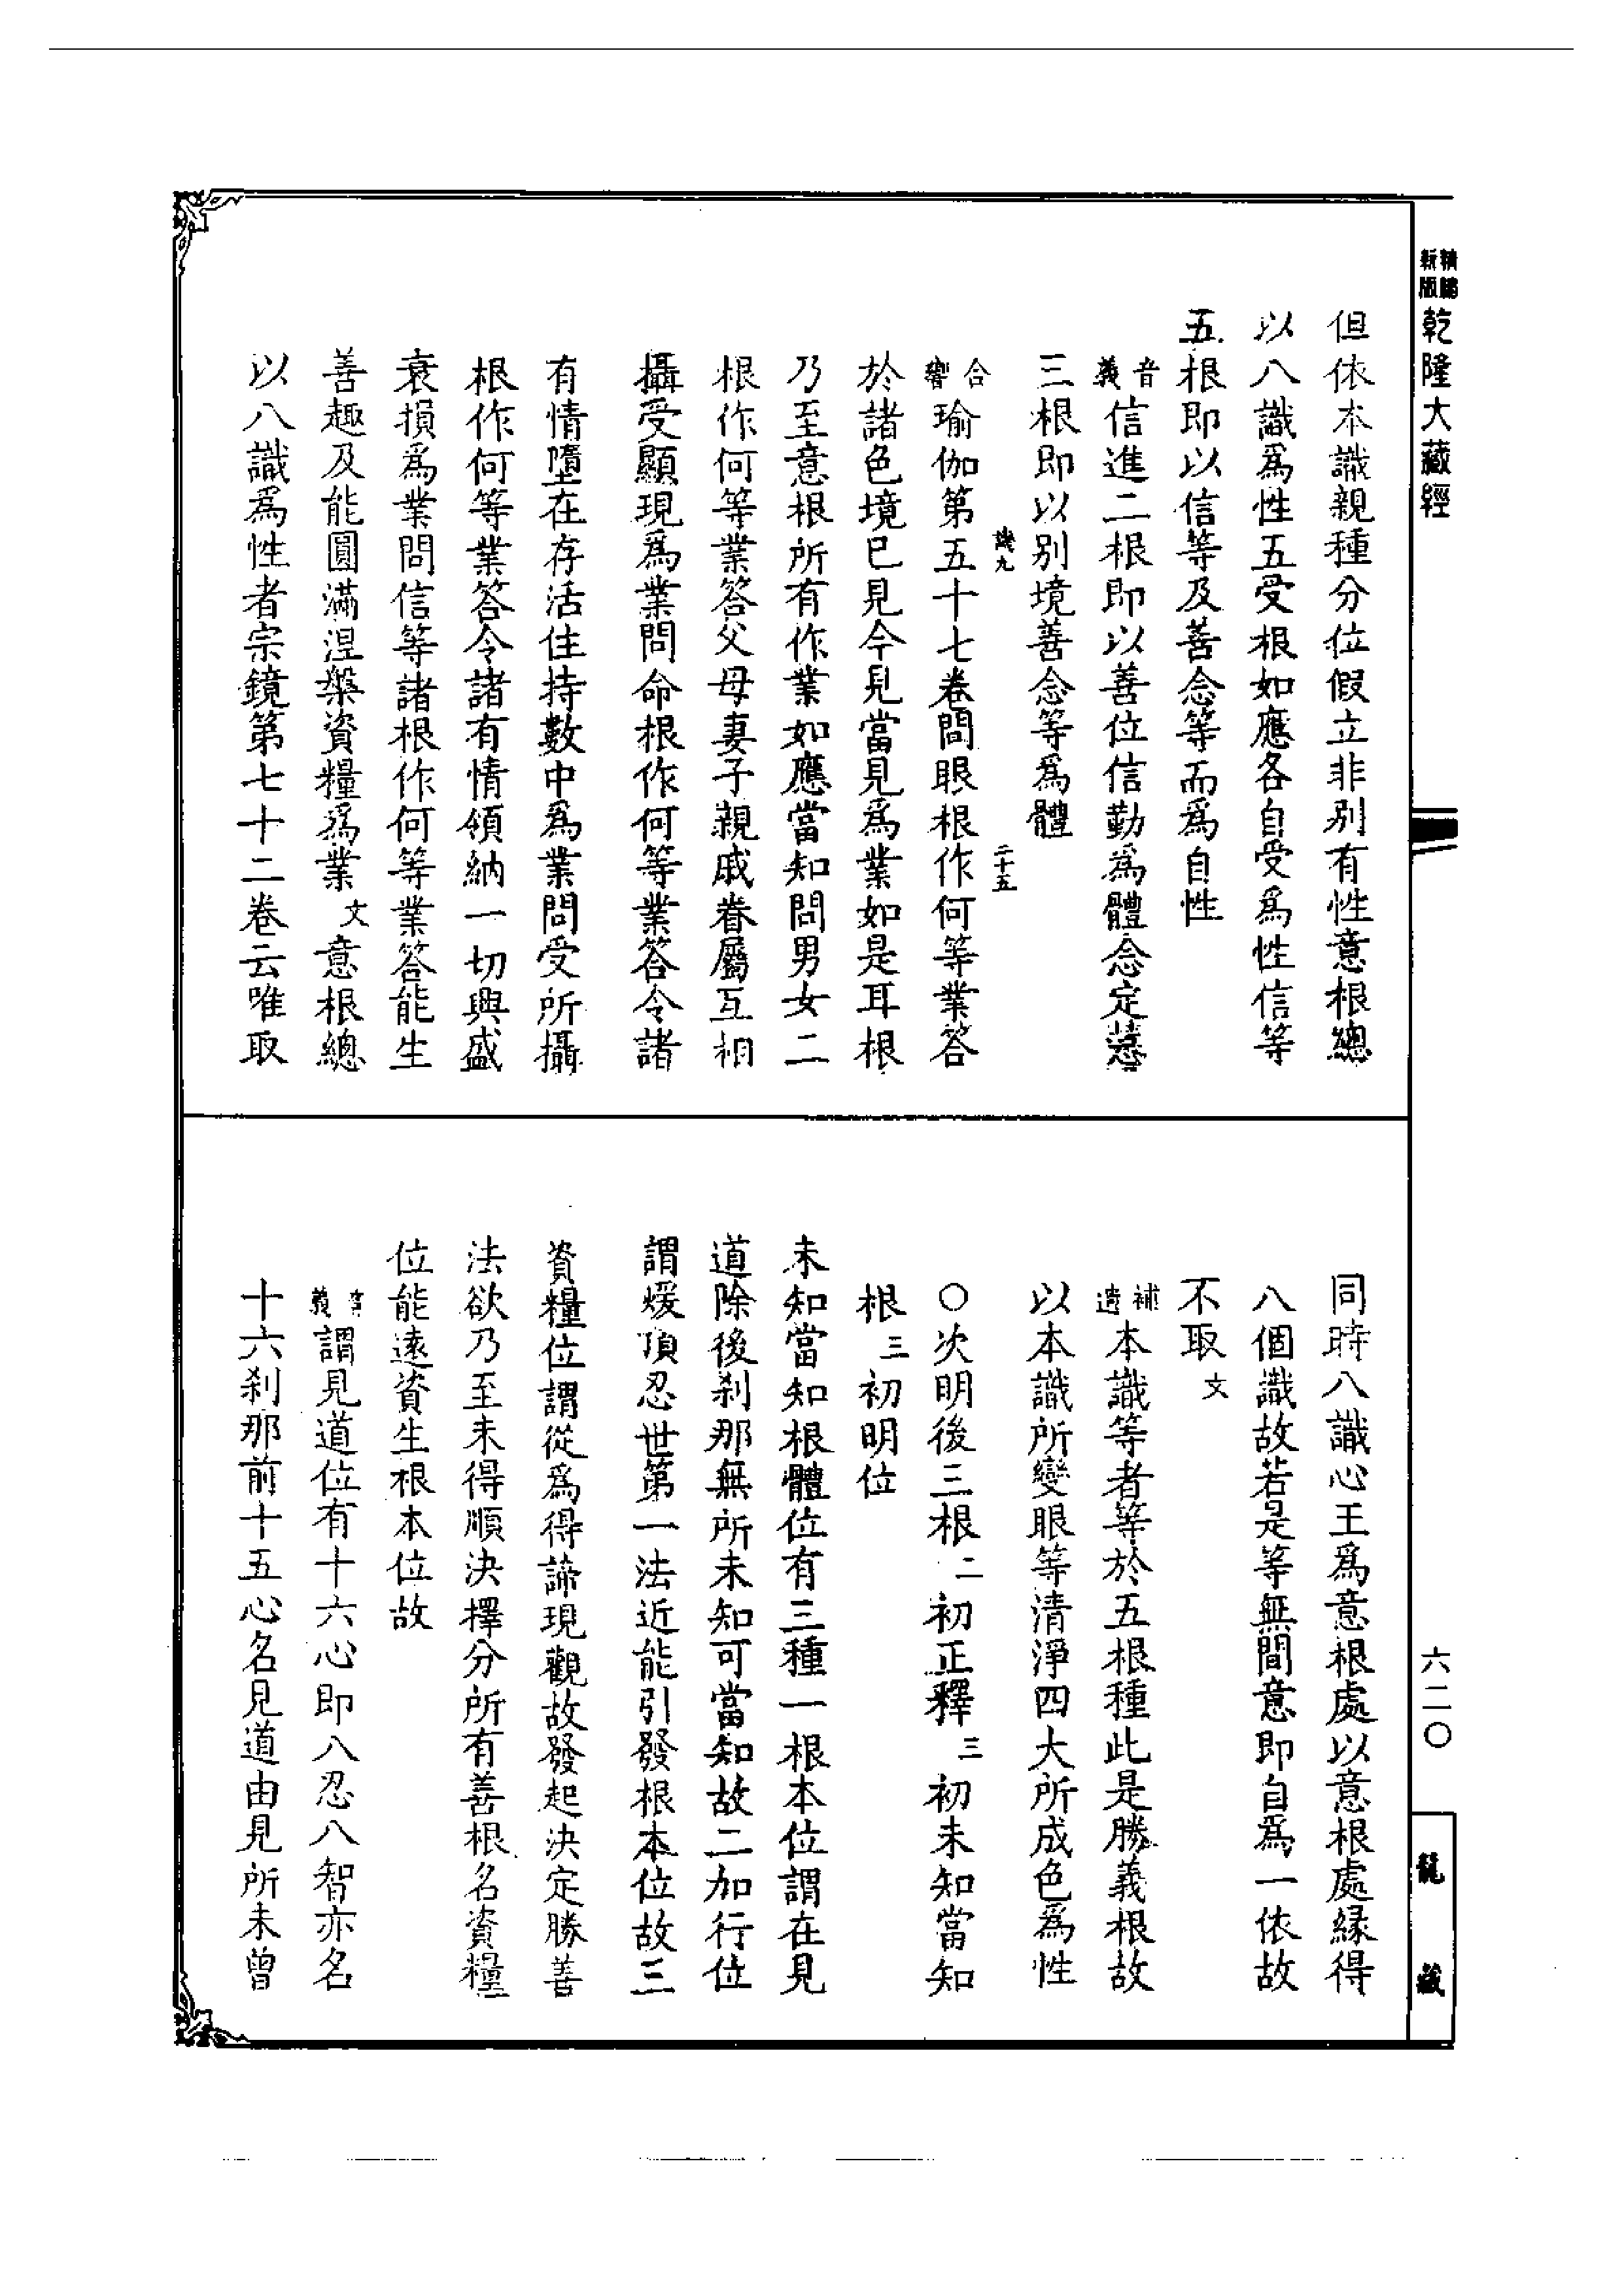 精編
新版
乾隆大藏經
但依本識親種分位假立非別有性意根總
以八識爲性五受根如應各自受爲性信等
五根即以信等及善念等而爲自性
音義
信進二根即以善位信勤爲體念定慧
三根即以別境善念等爲體
二十五
合響
瑜伽第五十七卷問眼根作何等業答
於諸色境已見今見當見爲業如是耳根
乃至意根所有作業如應當知問男女二
根作何等業答父母妻子親戚眷屬互相
攝受顯現爲業問命根作何等業答令諸
有情墮在存活住持數中爲業問受所攝
根作何等業答令諸有情領納一切興盛
衰損爲業問信等諸根作何等業答能生
善趣及能圓滿涅槃資糧爲業文意根總
以八識爲性者宗鏡第七十二卷云唯取
同時八識心王爲意根處以意根處緣得
八個識故若是等無間意即自爲一依故
不取文
補遺
本識等者等於五根種此是勝義根故
以本識所變眼等清淨四大所成色爲性
○次明後三根二初正釋三初未知當知
根三初明位
未知當知根體位有三種一根本位謂在見
道除後刹那無所未知可當知故二加行位
謂煖頂忍世第一法近能引發根本位故三
資糧位謂從爲得諦現觀故發起決定勝善
法欲乃至未得順決擇分所有善根名資糧
位能遠資生根本位故
音義
謂見道位有十六心即八忍八智亦名
十六刹那前十五心名見道由見所未曾
六二〇
龍藏